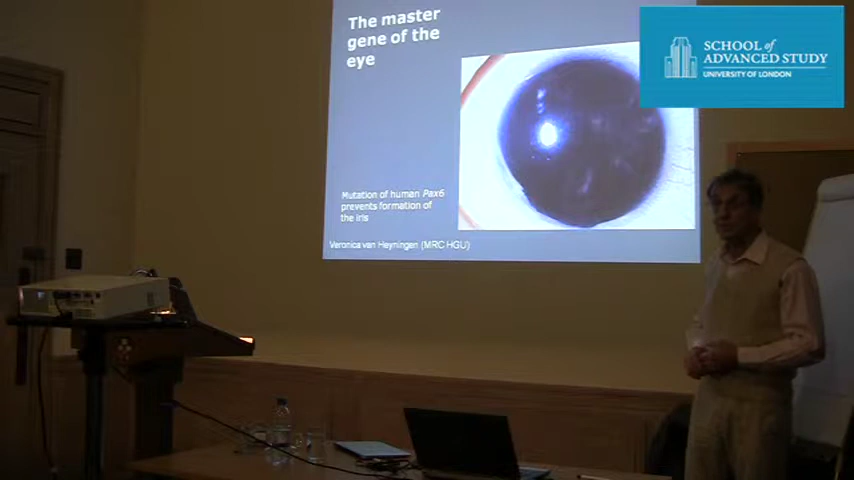 The master
gene of the
eye
Mutation of human Pax6
prevents formation of
the iris
Veronica van Heyningen (MRC HGU)
SCHOOL of
ADVANCED STUDY
UNIVERSITY OF LONDON